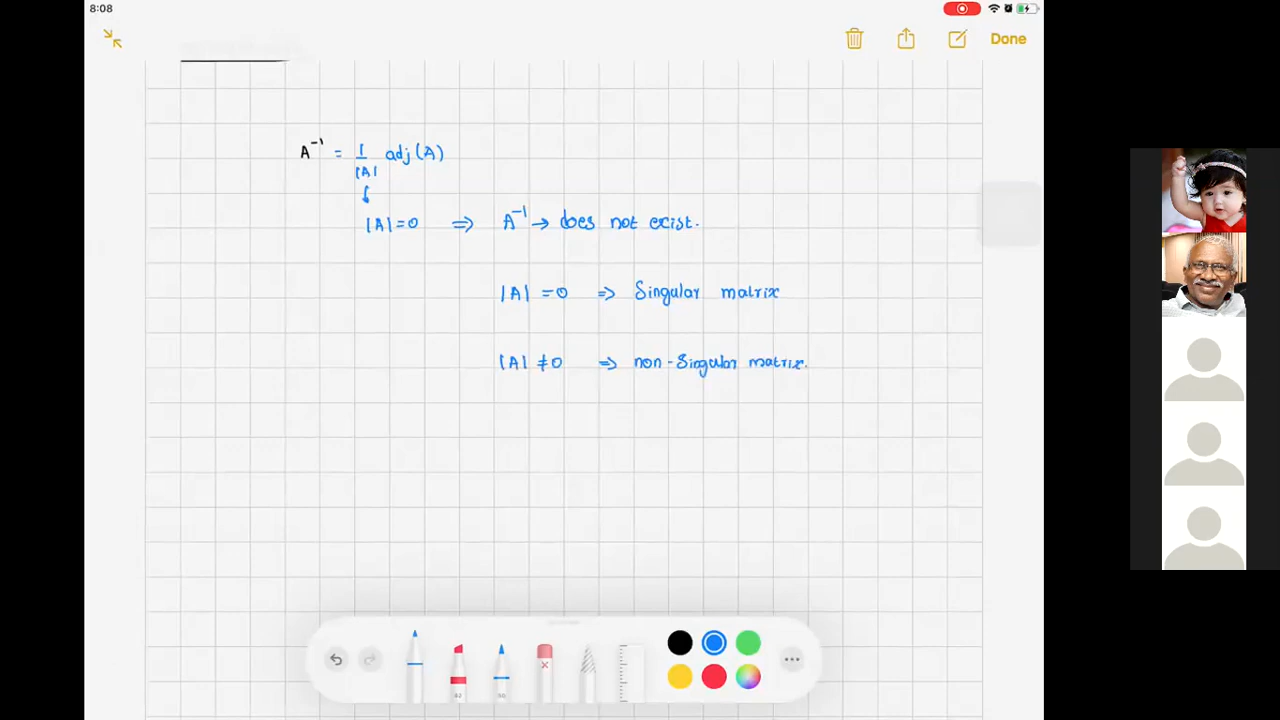 8:08
Done
A⁻¹ = 1/|A| adj(A)
|A|=0 ⇒ A⁻¹ → does not exist.
|A| =0 ⇒ Singular matrix
|A| ≠0 ⇒ non-Singular matrix.